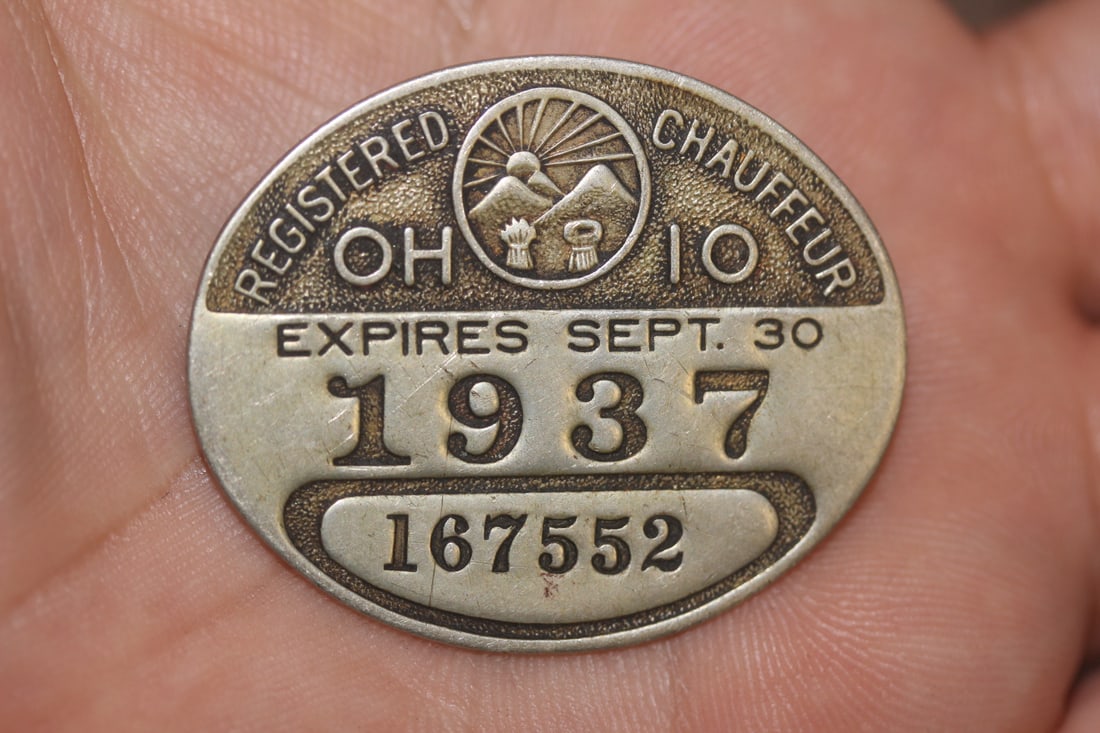 REGISTERED CHAUFFEUR
OHIO
EXPIRES SEPT. 30
1937
167552